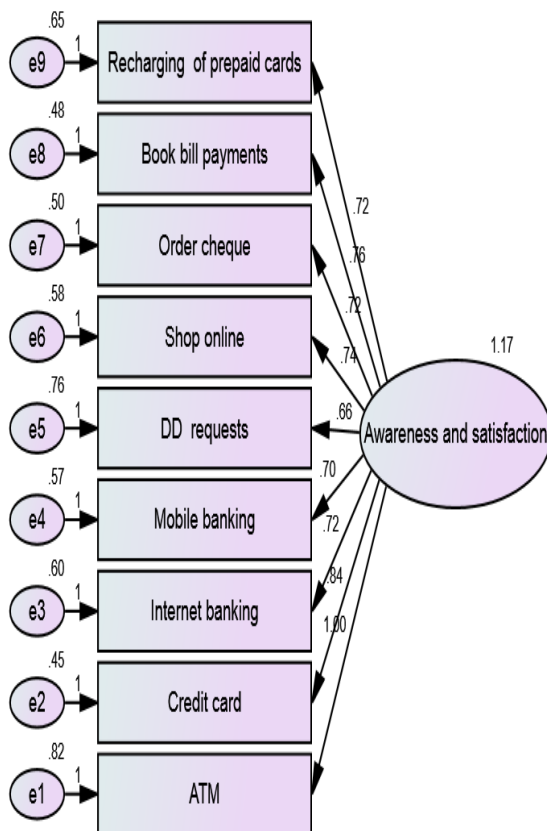 .65
e9
1
Recharging of prepaid cards
.48
e8
1
Book bill payments
.50
e7
1
Order cheque
.58
e6
1
Shop online
.76
e5
1
DD requests
.57
e4
1
Mobile banking
.60
e3
1
Internet banking
.45
e2
1
Credit card
.82
e1
1
ATM
.72
.76
.72
.74
.66
.70
.72
.84
1.00
1.17
Awareness and satisfaction